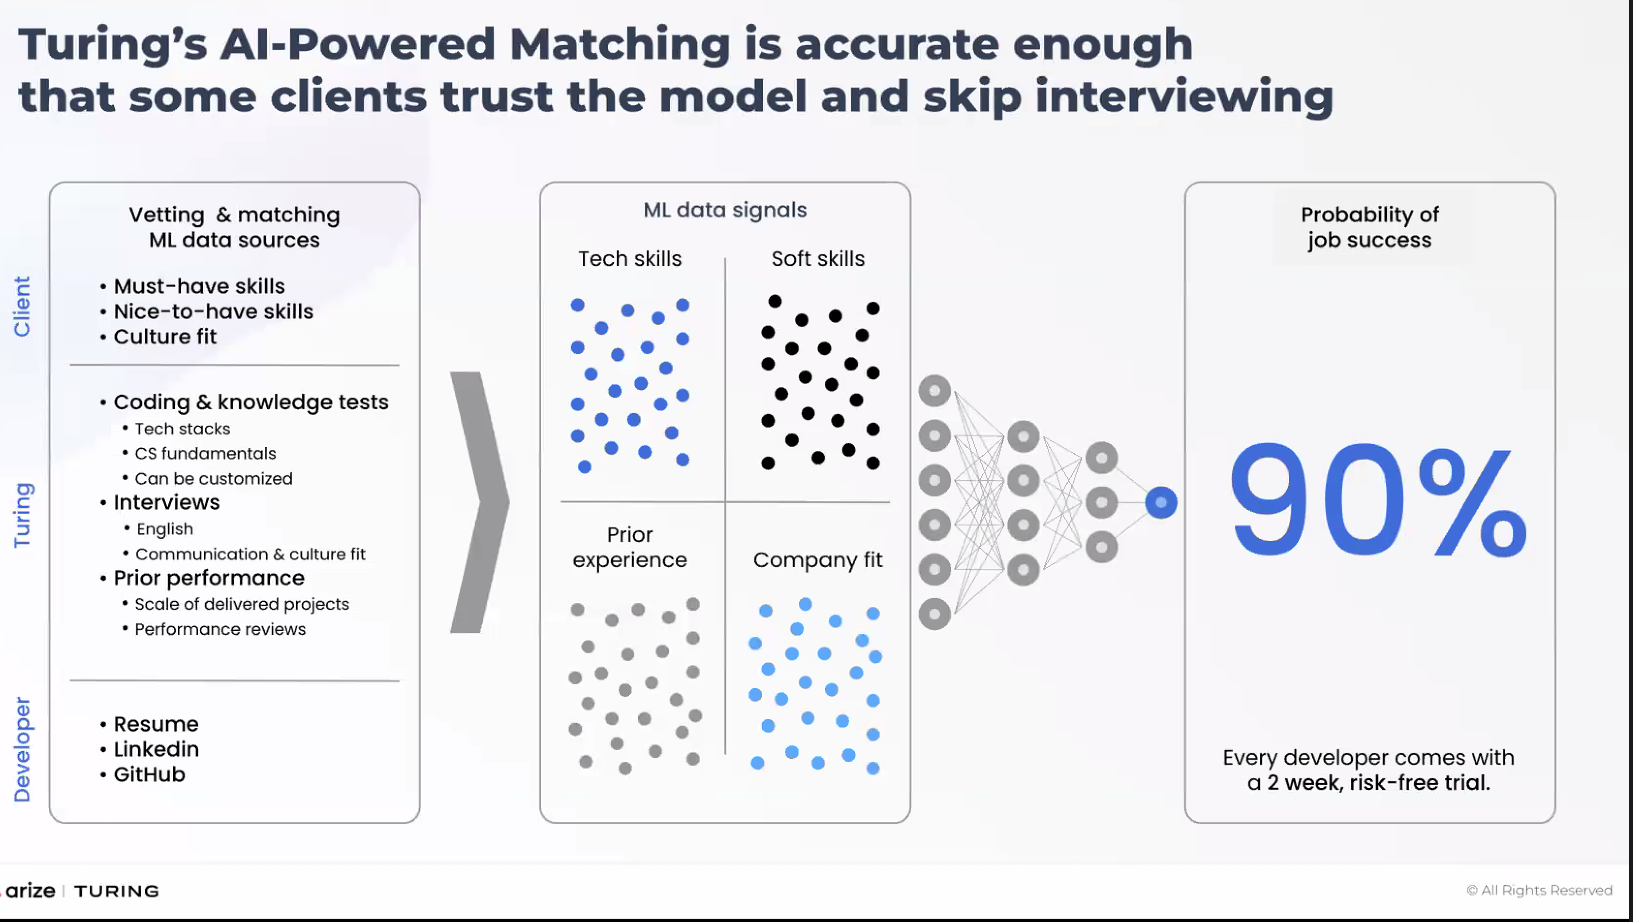 Turing's AI-Powered Matching is accurate enough
that some clients trust the model and skip interviewing
Client
Turing
Developer
Vetting & matching
ML data sources
• Must-have skills
• Nice-to-have skills
• Culture fit
• Coding & knowledge tests
• Tech stacks
• CS fundamentals
• Can be customized
• Interviews
• English
• Communication & culture fit
• Prior performance
• Scale of delivered projects
• Performance reviews
• Resume
• Linkedin
• GitHub
ML data signals
Tech skills
Soft skills
Prior
experience
Company fit
Probability of
job success
90%
Every developer comes with
a 2 week, risk-free trial.
arize | TURING
© All Rights Reserved